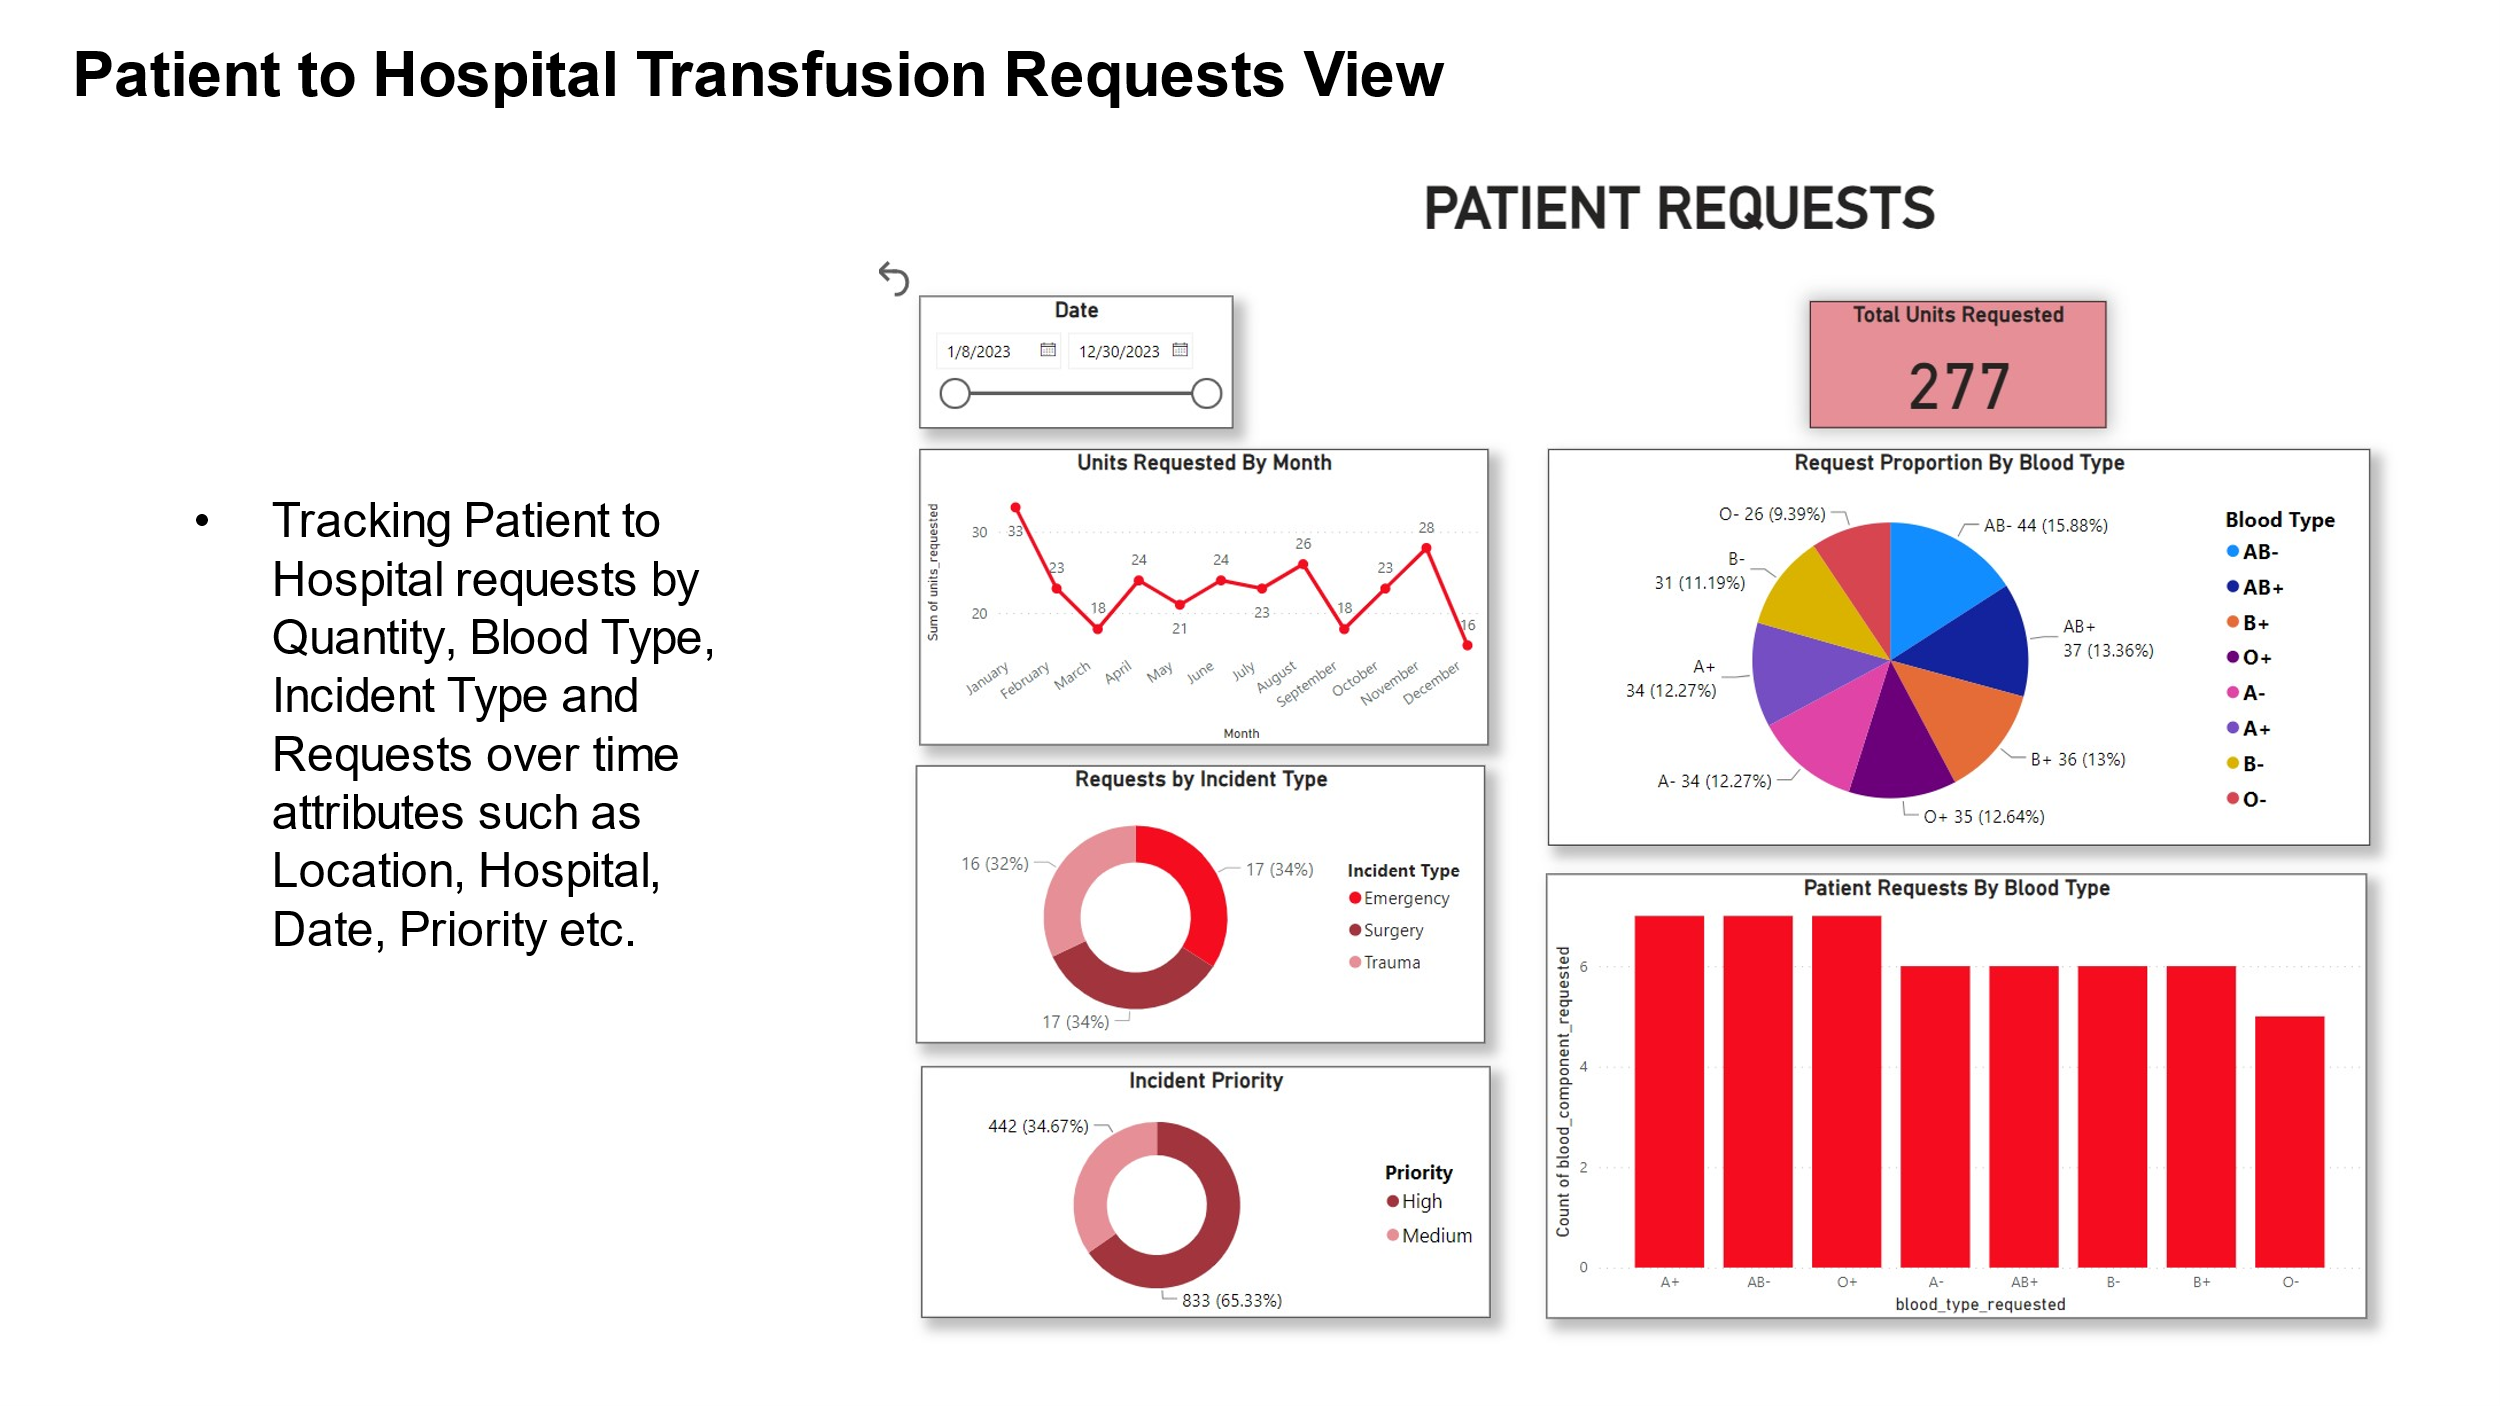 Patient to Hospital Transfusion Requests View
PATIENT REQUESTS
• Tracking Patient to
Hospital requests by
Quantity, Blood Type,
Incident Type and
Requests over time
attributes such as
Location, Hospital,
Date, Priority etc.
Date
1/8/2023
12/30/2023
Total Units Requested
277
Units Requested By Month
Sum of units_requested
30
20
33
23
18
24
21
24
23
26
18
23
28
16
January
February
March
April
May
June
July
August
September
October
November
December
Month
Request Proportion By Blood Type
O- 26 (9.39%)
AB- 44 (15.88%)
B-
31 (11.19%)
AB+
37 (13.36%)
A+
34 (12.27%)
B+ 36 (13%)
A- 34 (12.27%)
O+ 35 (12.64%)
Blood Type
AB-
AB+
B+
O+
A-
A+
B-
O-
Requests by Incident Type
16 (32%)
17 (34%)
17 (34%)
Incident Type
Emergency
Surgery
Trauma
Incident Priority
442 (34.67%)
833 (65.33%)
Priority
High
Medium
Patient Requests By Blood Type
Count of blood_component_requested
6
4
2
0
A+
AB-
O+
A-
AB+
B-
B+
O-
blood_type_requested